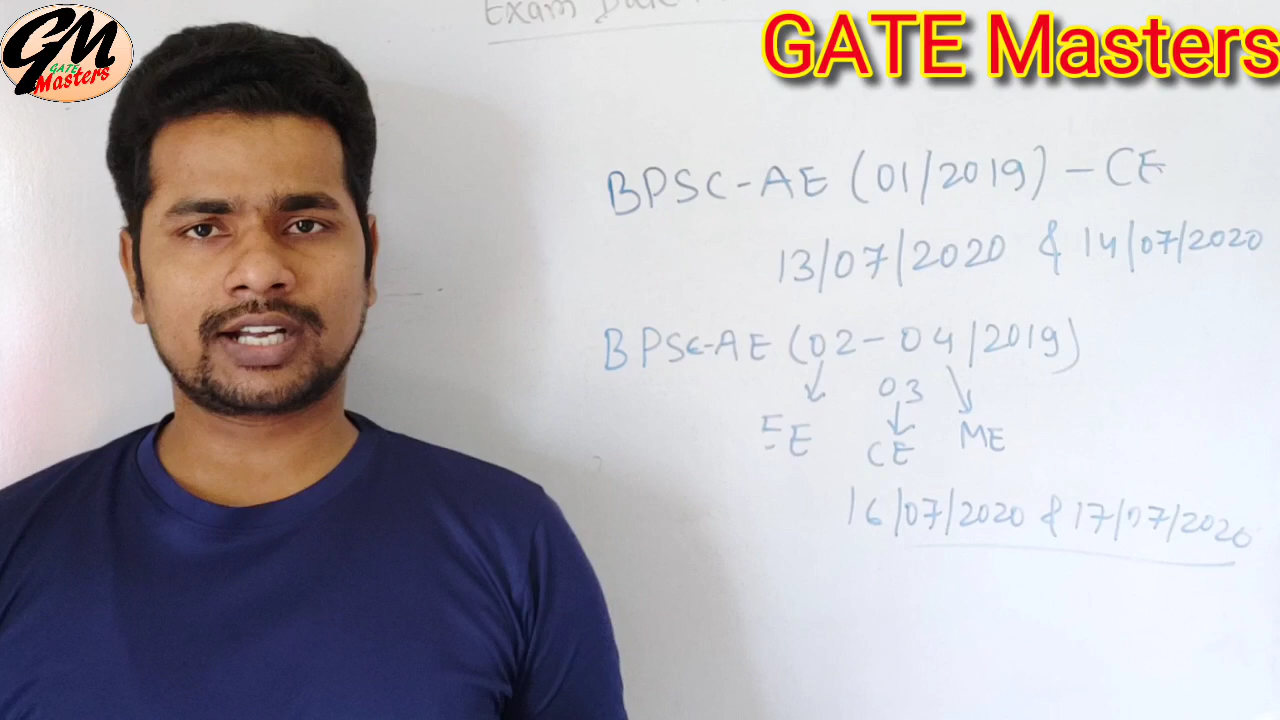 GM
GATE
Masters
GATE Masters
Exam
BPSC-AE (01/2019) - CE
13/07/2020 & 14/07/2020
BPSC-AE (02-04/2019)
03
EE CE ME
16/07/2020 & 17/07/2020